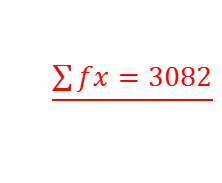 ∑fx = 3082